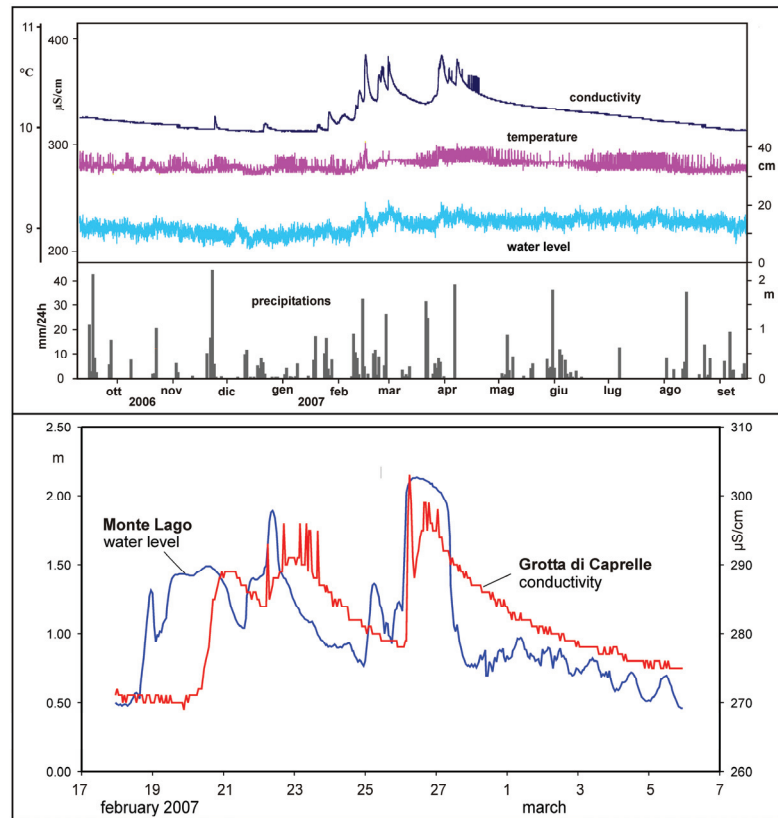 11
°C
10
9
400
µS/cm
300
200
conductivity
temperature
40
cm
20
0
water level
mm/24h
40
30
20
10
0
precipitations
2
m
1
0
ott nov dic gen feb mar apr mag giu lug ago set
2006 2007
2.50
m
2.00
1.50
1.00
0.50
0.00
Monte Lago
water level
Grotta di Caprelle
conductivity
310
µS/cm
300
290
280
270
260
17 19 21 23 25 27 1 3 5 7
february 2007 march